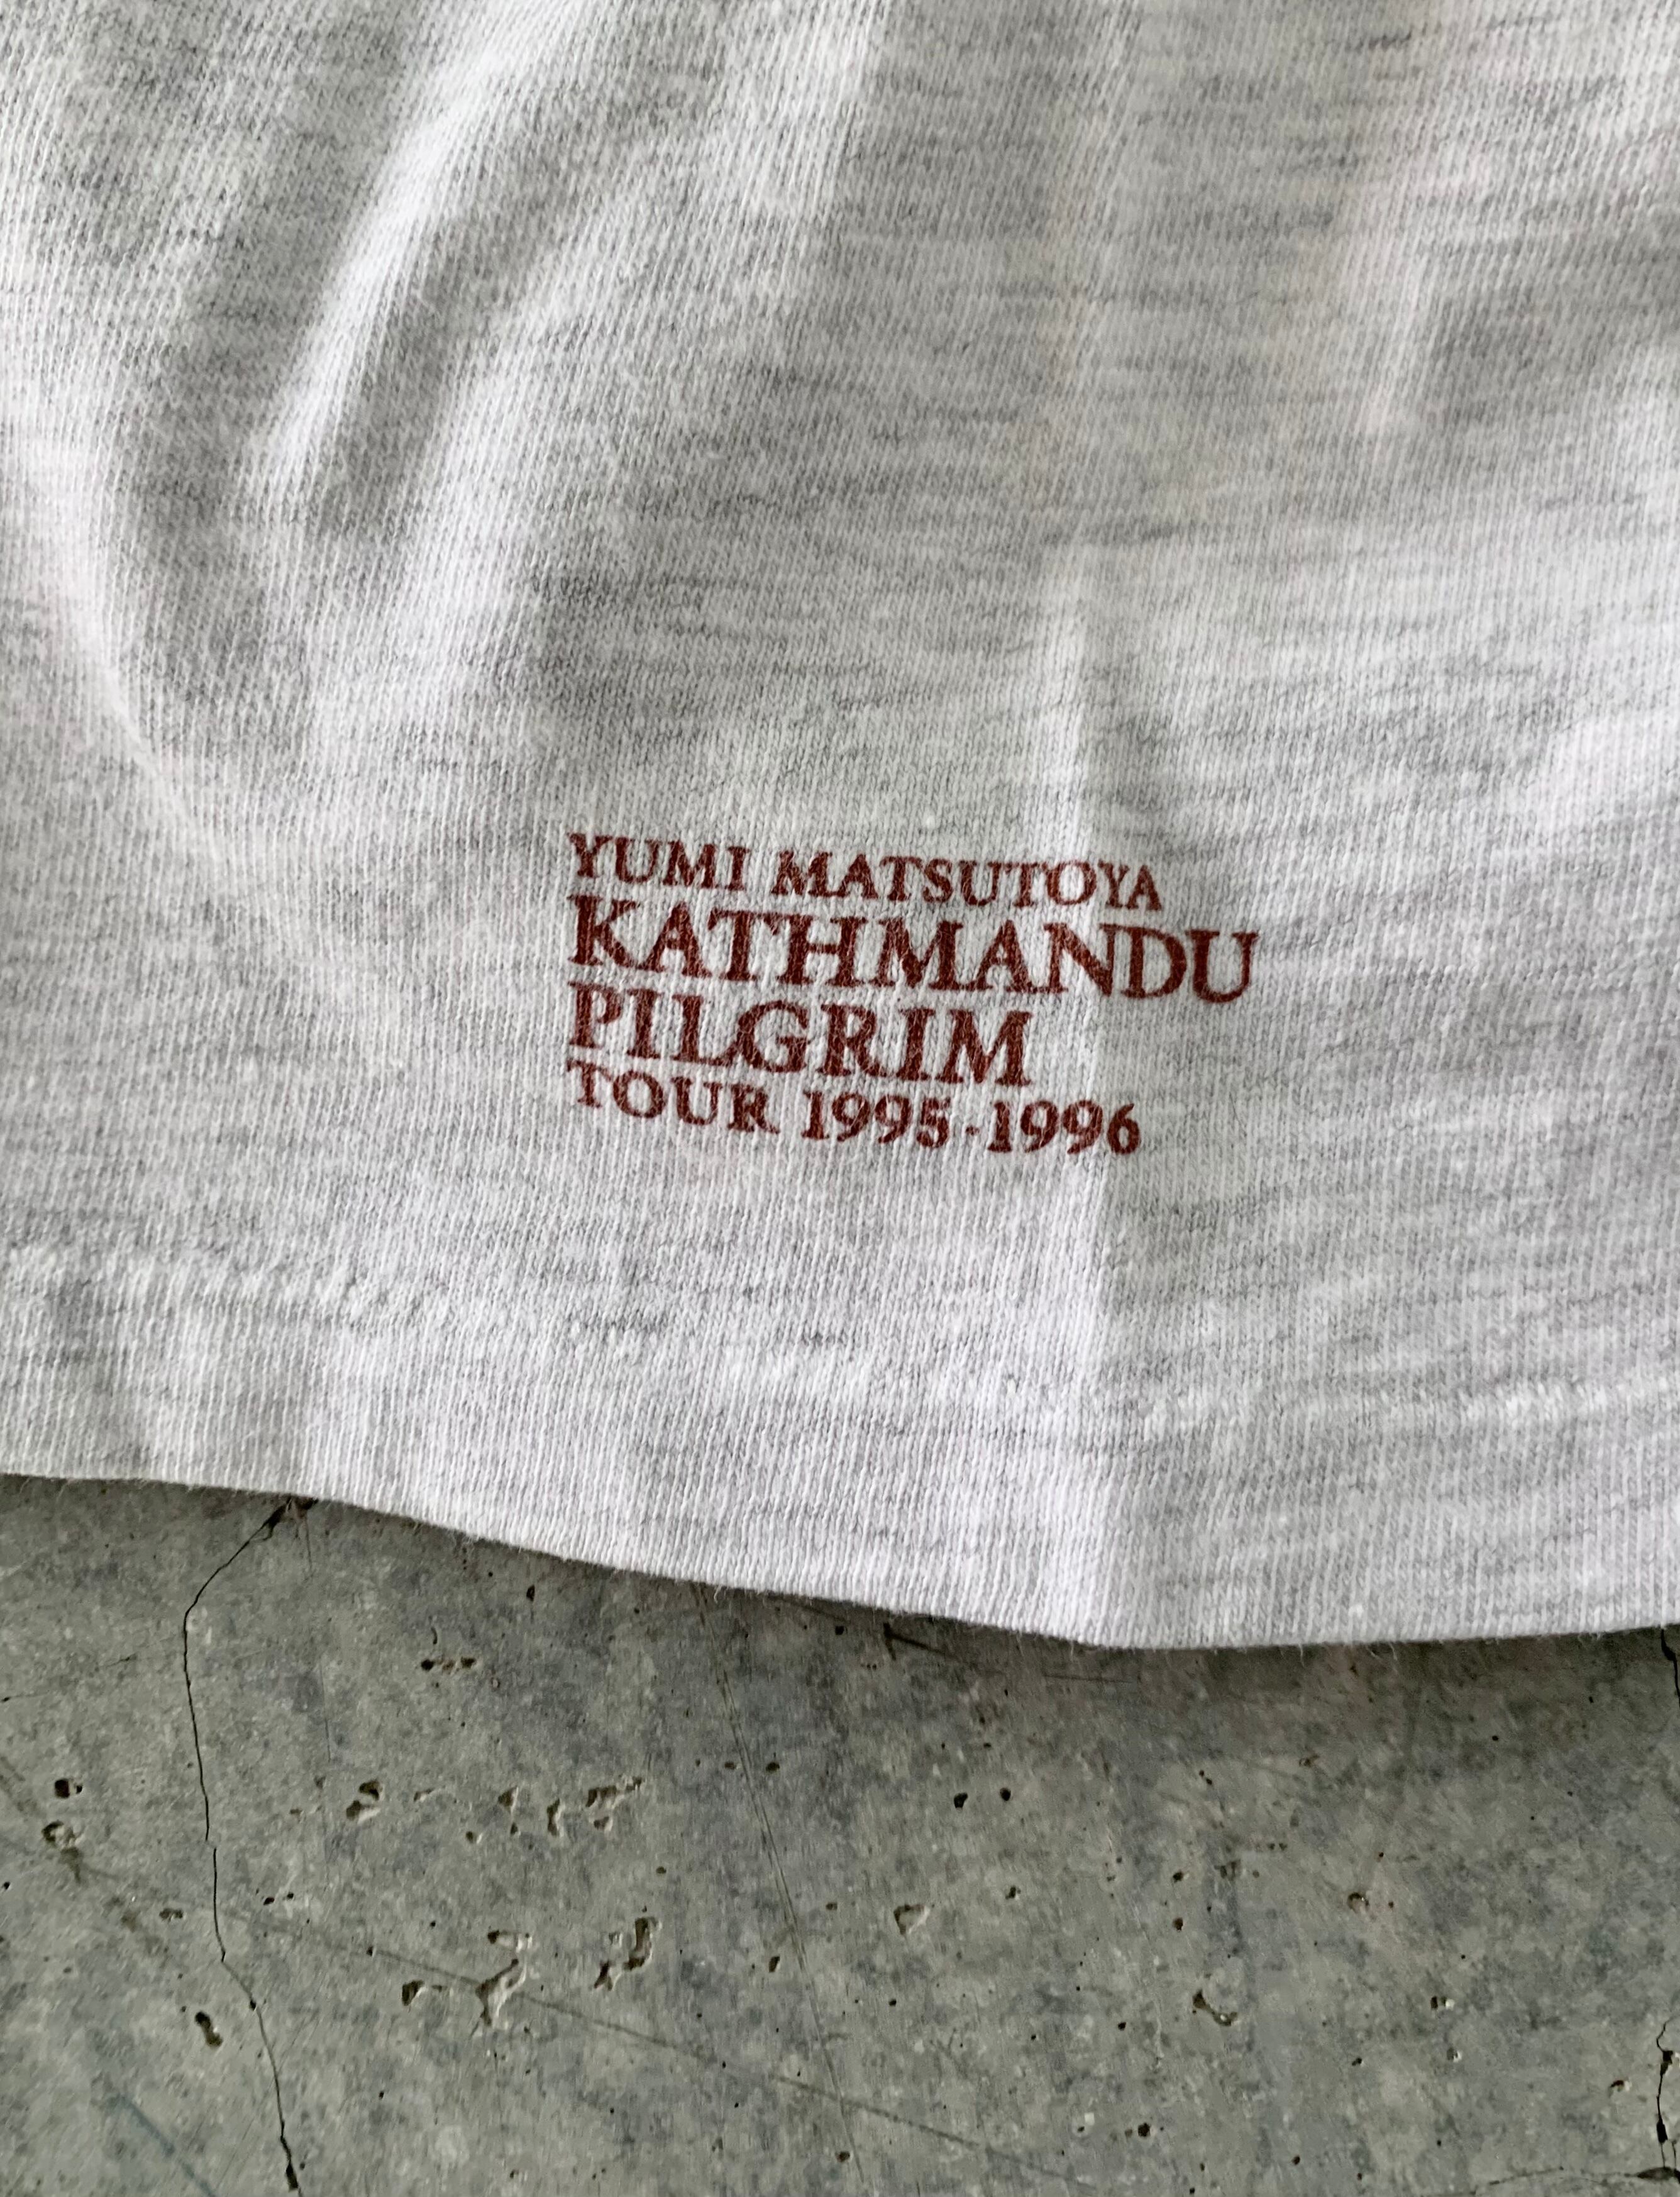 YUMI MATSUTOYA
KATHMANDU
PILGRIM
TOUR 1995-1996